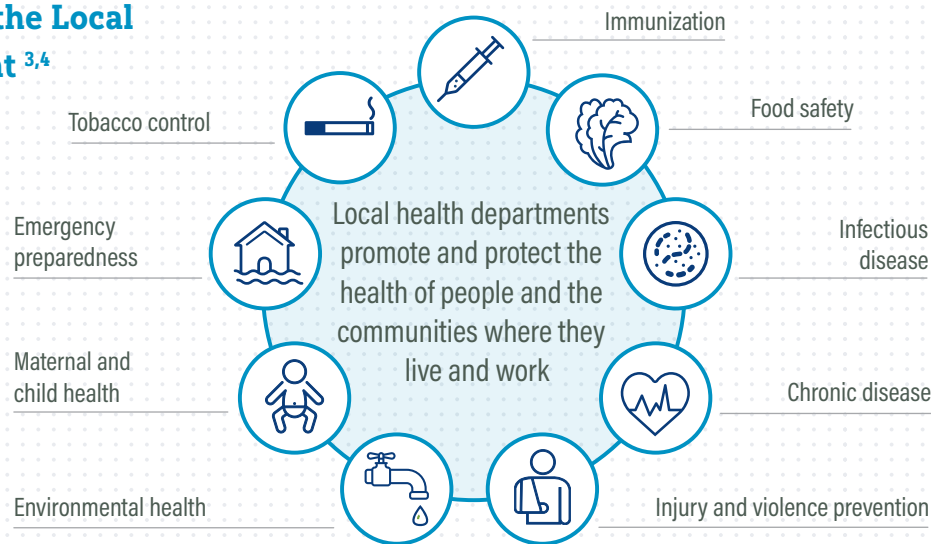 the Local
t 3,4
Immunization
Food safety
Infectious
disease
Chronic disease
Injury and violence prevention
Environmental health
Maternal and
child health
Emergency
preparedness
Tobacco control
Local health departments
promote and protect the
health of people and the
communities where they
live and work